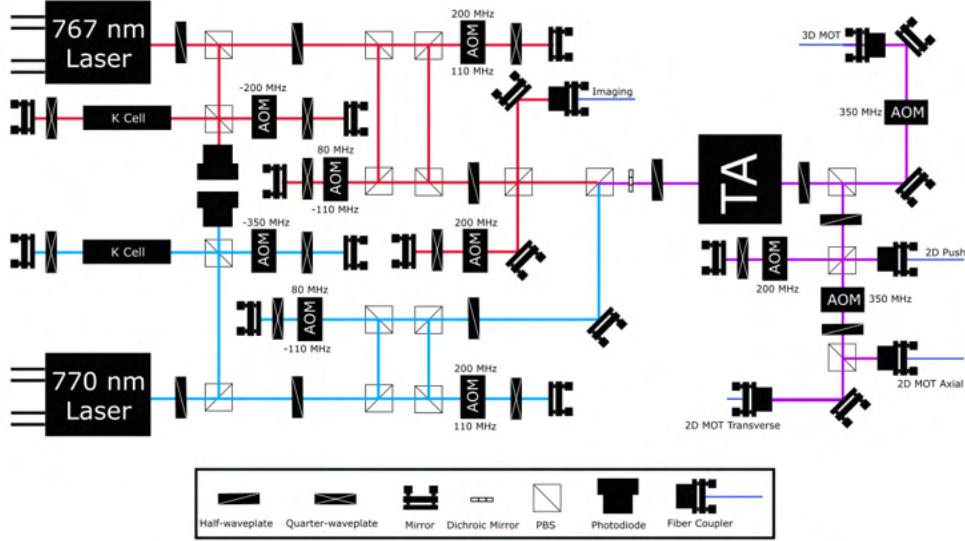 767 nm
Laser
200 MHz
AOM
110 MHz
3D MOT
Imaging
-200 MHz
AOM
K Cell
350 MHz
AOM
80 MHz
AOM
-110 MHz
TA
-350 MHz
AOM
K Cell
200 MHz
AOM
2D Push
AOM
200 MHz
AOM
350 MHz
80 MHz
AOM
-110 MHz
770 nm
Laser
200 MHz
AOM
110 MHz
2D MOT Axial
2D MOT Transverse
Half-waveplate
Quarter-waveplate
Mirror
Dichroic Mirror
PBS
Photodiode
Fiber Coupler